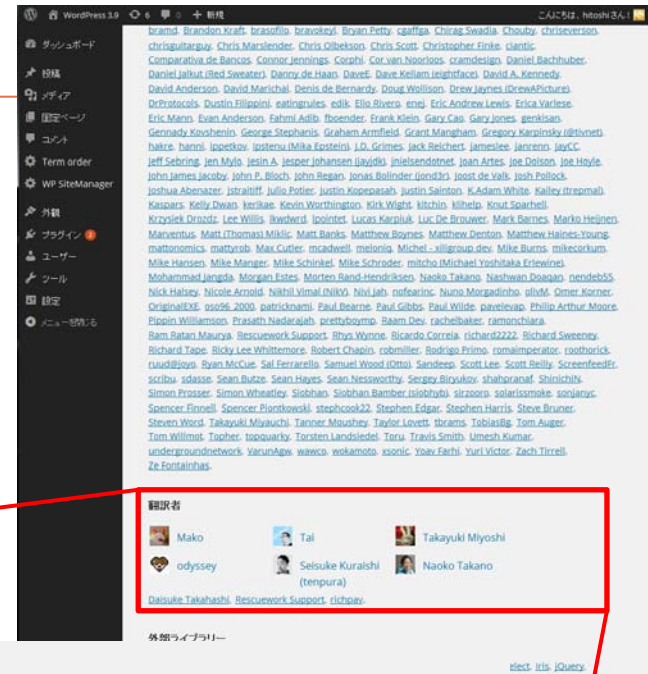 WordPress 3.9 6 0 + 新規 こんにちは、hitoshiさん！
ダッシュボード
投稿
メディア
固定ページ
コメント
Term order
WP SiteManager
外観
プラグイン 2
ユーザー
ツール
設定
メニューを閉じる
bramd, Brandon Kraft, brasofilo, bravokeyl, Bryan Petty, cgaffga, Chirag Swadia, Chouby, chriseverson,
chrisguitarguy, Chris Marslender, Chris Olbekson, Chris Scott, Christopher Finke, ciantic,
Comparativa de Bancos, Connor Jennings, Corphi, Cor van Noorloos, cramdesign, Daniel Bachhuber,
Daniel Jalkut (Red Sweater), Danny de Haan, DaveE, Dave Kellam (eightface), David A. Kennedy,
David Anderson, David Marichal, Denis de Bernardy, Doug Wollison, Drew Jaynes (DrewAPicture),
DrProtocols, Dustin Filippini, eatingrules, edik, Elio Rivero, enej, Eric Andrew Lewis, Erica Varlese,
Eric Mann, Evan Anderson, Fahmi Adib, fboender, Frank Klein, Gary Cao, Gary Jones, genkisan,
Gennady Kovshenin, George Stephanis, Graham Armfield, Grant Mangham, Gregory Karpinsky (@tivnet),
hakre, hanni, ippetkov, Ipstenu (Mika Epstein), J.D. Grimes, Jack Reichert, jameslee, janrenn, JayCC,
Jeff Sebring, Jen Mylo, Jesin A, Jesper Johansen (jayjdk), jnielsendotnet, Joan Artes, Joe Dolson, Joe Hoyle,
John James Jacoby, John P. Bloch, John Regan, Jonas Bolinder (jond3r), Joost de Valk, Josh Pollock,
Joshua Abenazer, jstraitiff, Julio Potier, Justin Kopepasah, Justin Sainton, K.Adam White, Kailey (trepmal),
Kaspars, Kelly Dwan, kerikae, Kevin Worthington, Kirk Wight, kitchin, klihelp, Knut Sparhell,
Krzysiek Drozdz, Lee Willis, lkwdwrd, lpointet, Lucas Karpiuk, Luc De Brouwer, Mark Barnes, Marko Heijnen,
Marventus, Matt (Thomas) Miklic, Matt Banks, Matthew Boynes, Matthew Denton, Matthew Haines-Young,
mattonomics, mattyrob, Max Cutler, mcadwell, meloniq, Michel - xiligroup dev, Mike Burns, mikecorkum,
Mike Hansen, Mike Manger, Mike Schinkel, Mike Schroder, mitcho (Michael Yoshitaka Erlewine),
Mohammad Jangda, Morgan Estes, Morten Rand-Hendriksen, Naoko Takano, Nashwan Doaqan, nendeb55,
Nick Halsey, Nicole Arnold, Nikhil Vimal (NikV), Nivi Jah, nofearinc, Nuno Morgadinho, olivM, Omer Korner,
OriginalEXE, oso96_2000, patricknami, Paul Bearne, Paul Gibbs, Paul Wilde, pavelevap, Philip Arthur Moore,
Pippin Williamson, Prasath Nadarajah, prettyboymp, Raam Dev, rachelbaker, ramonchiara,
Ram Ratan Maurya, Rescuework Support, Rhys Wynne, Ricardo Correia, richard2222, Richard Sweeney,
Richard Tape, Ricky Lee Whittemore, Robert Chapin, robmiller, Rodrigo Primo, romaimperator, roothorick,
ruud@joyo, Ryan McCue, Sal Ferrarello, Samuel Wood (Otto), Sandeep, Scott Lee, Scott Reilly, ScreenfeedFr,
scribu, sdasse, Sean Butze, Sean Hayes, Sean Nessworthy, Sergey Biryukov, shahpranaf, ShinichiN,
Simon Prosser, Simon Wheatley, Siobhan, Siobhan Bamber (siobhyb), sirzooro, solarissmoke, sonjanyc,
Spencer Finnell, Spencer Piontkowski, stephcook22, Stephen Edgar, Stephen Harris, Steve Bruner,
Steven Word, Takayuki Miyauchi, Tanner Moushey, Taylor Lovett, tbrams, TobiasBg, Tom Auger,
Tom Willmot, Topher, topquarky, Torsten Landsiedel, Toru, Travis Smith, Umesh Kumar,
undergroundnetwork, VarunAgw, wawco, wokamoto, xsonic, Yoav Farhi, Yuri Victor, Zach Tirrell,
Ze Fontainhas.
翻訳者
Mako Tai Takayuki Miyoshi
odyssey Seisuke Kuraishi (tenpura) Naoko Takano
Daisuke Takahashi, Rescuework Support, richpay.
外部ライブラリー
elect, Iris, jQuery,